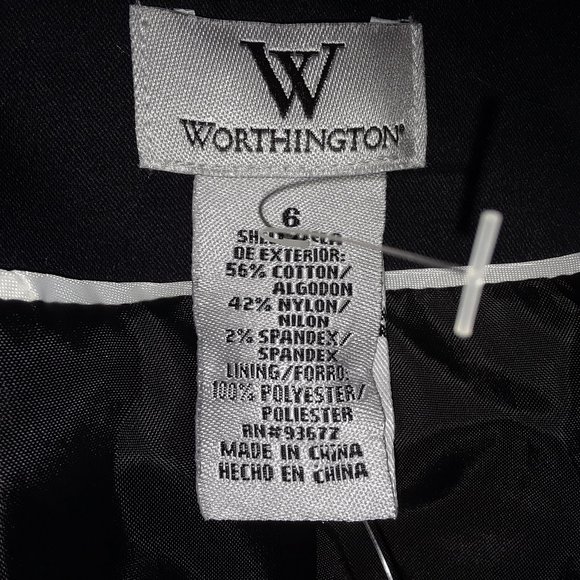 W
WORTHINGTON®
6
DE EXTERIOR:
56% COTTON/
ALGODON
42% NYLON/
NILON
2% SPANDEX/
SPANDEX
LINING/FORRO:
100% POLYESTER/
POLIESTER
RN#93677
MADE IN CHINA
HECHO EN CHINA